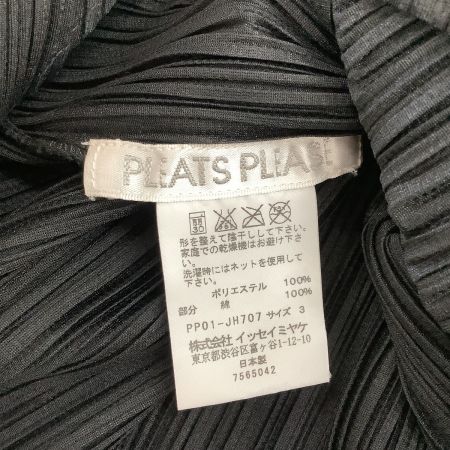 PLEATS PLEASE
形を整えて陰干しして下さい。
家庭での乾燥機はお避け下さい。
洗濯時にはネットを使用して
下さい。
ポリエステル 100%
部分 綿 100%
PP01-JH707 サイズ 3
株式会社 イッセイミヤケ
東京都渋谷区富ヶ谷1-12-10
日本製
7565042